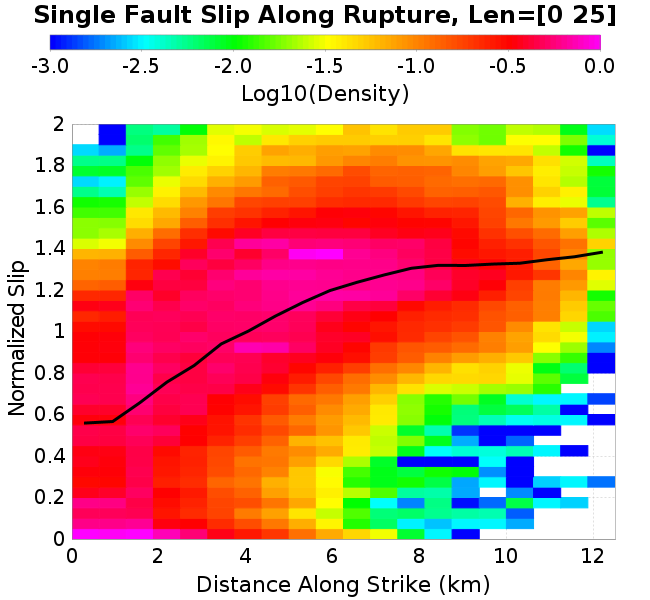 Single Fault Slip Along Rupture, Len=[0 25]
-3.0 -2.5 -2.0 -1.5 -1.0 -0.5 0.0
Log10(Density)
Normalized Slip
2
1.8
1.6
1.4
1.2
1
0.8
0.6
0.4
0.2
0
0 2 4 6 8 10 12
Distance Along Strike (km)